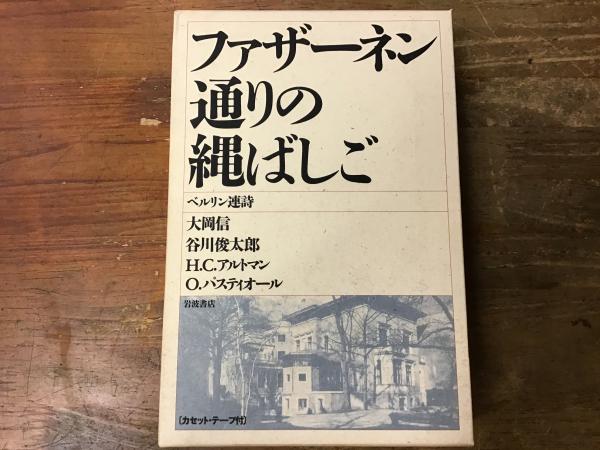 ファザーネン
通りの
縄ばしご
ベルリン連詩
大岡信
谷川俊太郎
H.C.アルトマン
O.パスティオール
岩波書店
〔カセット・テープ付〕